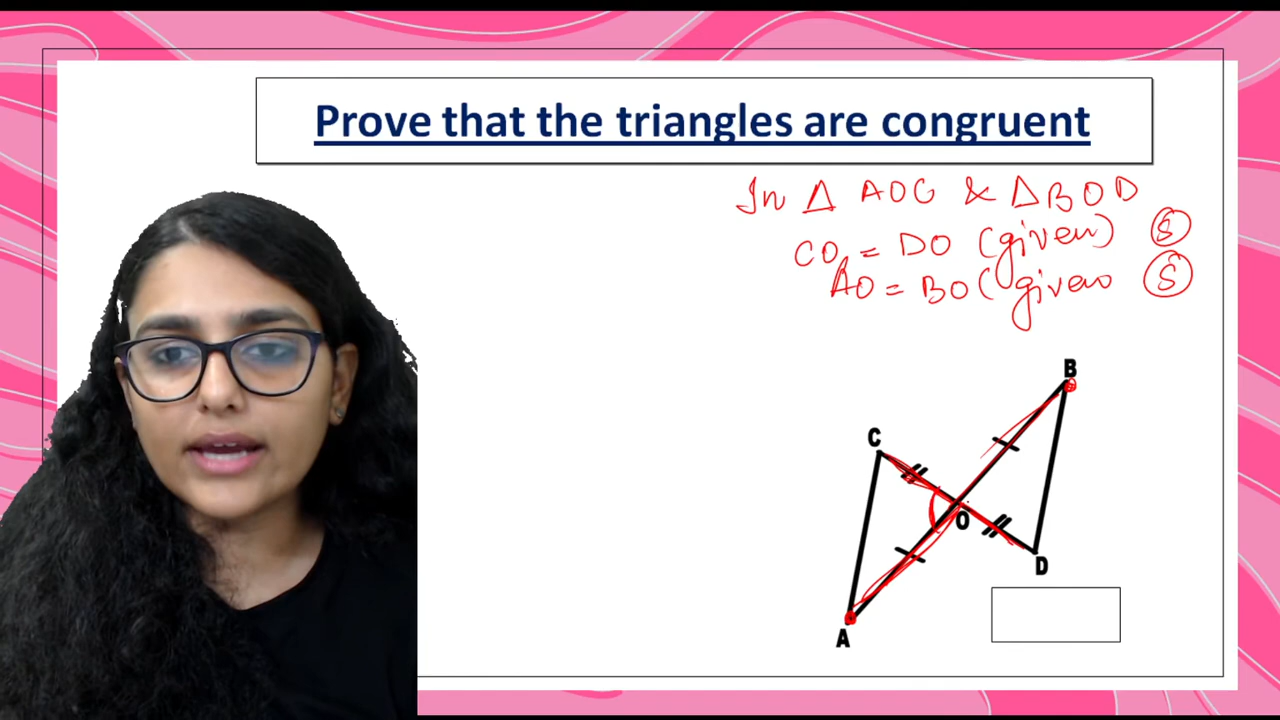 Prove that the triangles are congruent
In Δ AOC & Δ BOD
CO = DO (given) S
AO = BO (given S
B
C
O
D
A